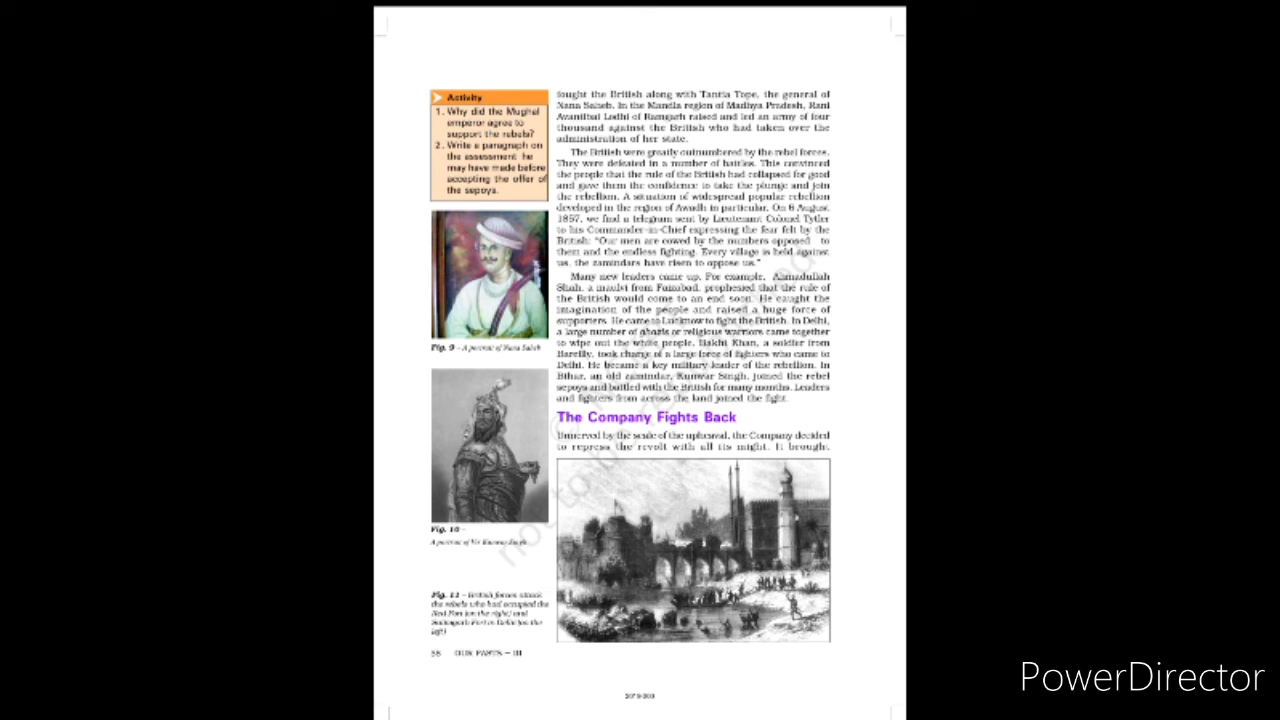 Activity
1. Why did the Mughal
emperor agree to
support the rebels?
2. Write a paragraph on
the assessment he
may have made before
accepting the offer of
the sepoys.
Fig. 9 – A portrait of Nana Saheb
Fig. 10 –
A portrait of Vir Kunwar Singh
Fig. 11 – British forces attack
the rebels who had occupied the
Red Fort (on the right) and
Salimgarh Fort in Delhi (on the
left)
fought the British along with Tantia Tope, the general of
Nana Saheb. In the Mandla region of Madhya Pradesh, Rani
Avantibai Lodhi of Ramgarh raised and led an army of four
thousand against the British who had taken over the
administration of her state.
The British were greatly outnumbered by the rebel forces.
They were defeated in a number of battles. This convinced
the people that the rule of the British had collapsed for good
and gave them the confidence to take the plunge and join
the rebellion. A situation of widespread popular rebellion
developed in the region of Awadh in particular. On 6 August
1857, we find a telegram sent by Lieutenant Colonel Tytler
to his Commander-in-Chief expressing the fear felt by the
British: "Our men are cowed by the numbers opposed to
them and the endless fighting. Every village is held against
us, the zamindars have risen to oppose us."
Many new leaders came up. For example, Ahmadullah
Shah, a maulvi from Faizabad, prophesied that the rule of
the British would come to an end soon. He caught the
imagination of the people and raised a huge force of
supporters. He came to Lucknow to fight the British. In Delhi,
a large number of ghazis or religious warriors came together
to wipe out the white people. Bakht Khan, a soldier from
Bareilly, took charge of a large force of fighters who came to
Delhi. He became a key military leader of the rebellion. In
Bihar, an old zamindar, Kunwar Singh, joined the rebel
sepoys and battled with the British for many months. Leaders
and fighters from across the land joined the fight.
The Company Fights Back
Unnerved by the scale of the upheaval, the Company decided
to repress the revolt with all its might. It brought
not to be
58 OUR PASTS – III
PowerDirector